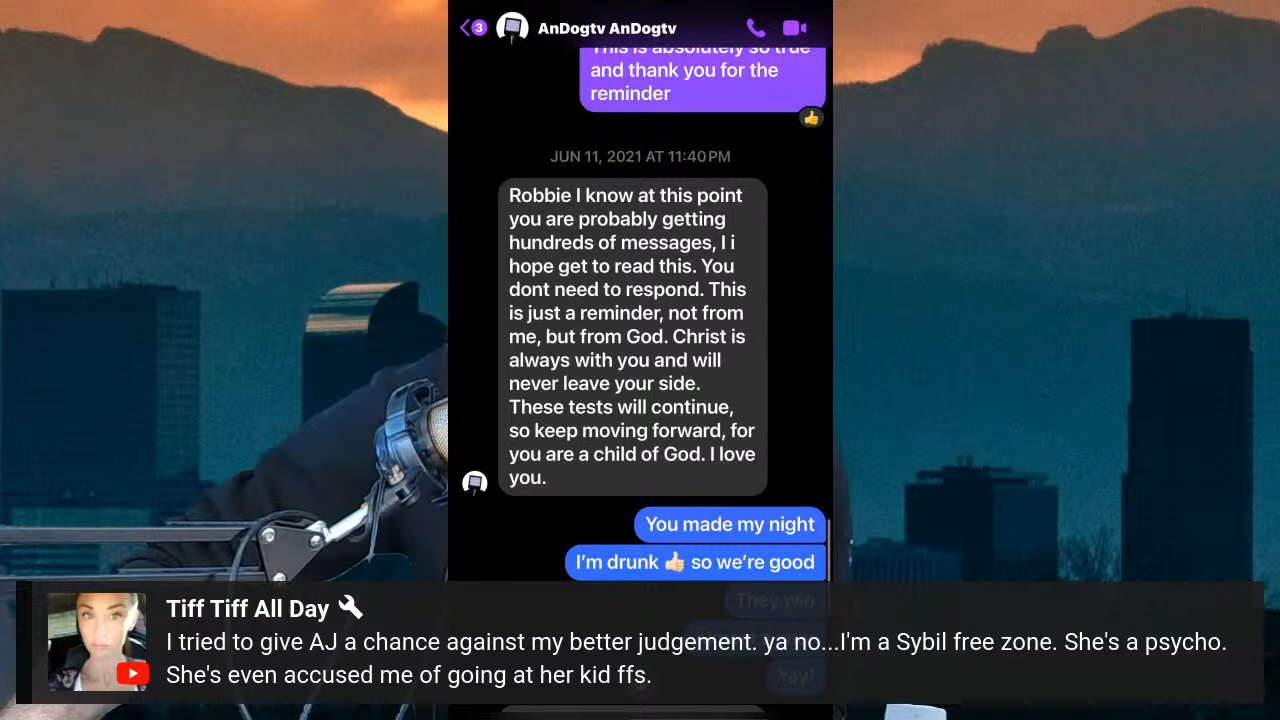 3
AnDogtv AnDogtv
This is absolutely so true
and thank you for the
reminder
JUN 11, 2021 AT 11:40 PM
Robbie I know at this point
you are probably getting
hundreds of messages, I i
hope get to read this. You
dont need to respond. This
is just a reminder, not from
me, but from God. Christ is
always with you and will
never leave your side.
These tests will continue,
so keep moving forward, for
you are a child of God. I love
you.
You made my night
I'm drunk 👍🏻 so we're good
They win
Yay!
Tiff Tiff All Day
I tried to give AJ a chance against my better judgement. ya no...I'm a Sybil free zone. She's a psycho.
She's even accused me of going at her kid ffs.